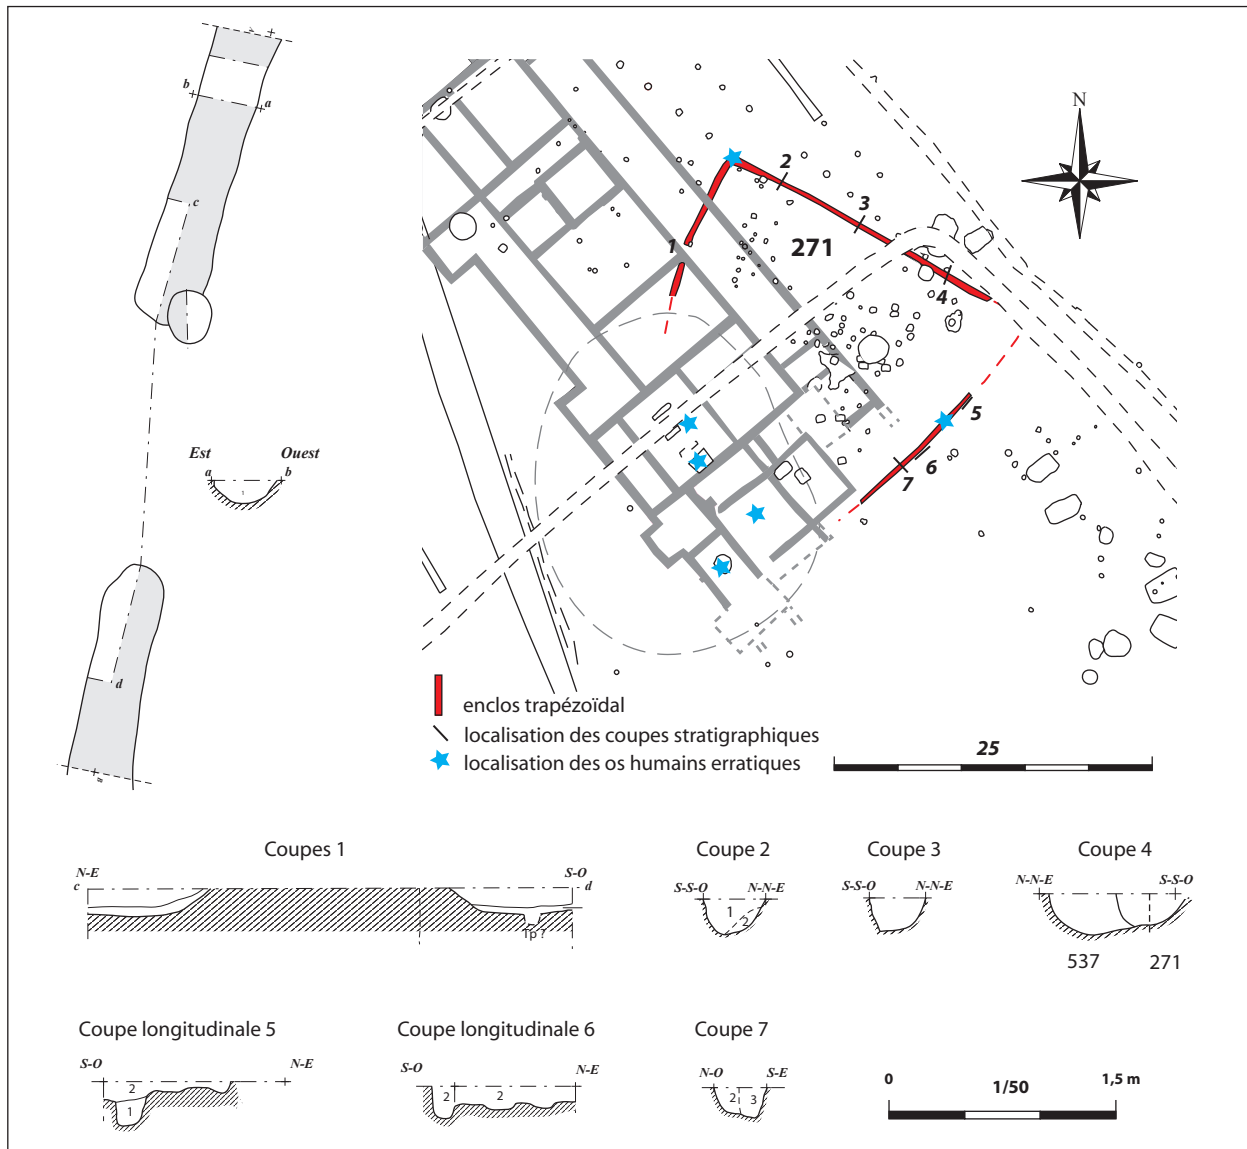 b
a
c
d
Est
Ouest
a
b
N
2
3
271
1
4
5
6
7
enclos trapézoïdal
localisation des coupes stratigraphiques
localisation des os humains erratiques
25
Coupes 1
N-E
c
S-O
d
Tp ?
Coupe 2
S-S-O
N-N-E
1
2
Coupe 3
S-S-O
N-N-E
Coupe 4
N-N-E
S-S-O
537
271
Coupe longitudinale 5
S-O
N-E
2
1
Coupe longitudinale 6
S-O
N-E
2
2
Coupe 7
N-O
S-E
2
3
0
1/50
1,5 m